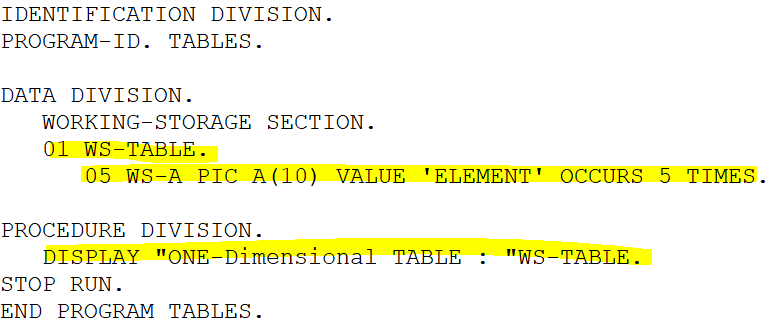 IDENTIFICATION DIVISION.
PROGRAM-ID. TABLES.
DATA DIVISION.
WORKING-STORAGE SECTION.
01 WS-TABLE.
05 WS-A PIC A(10) VALUE 'ELEMENT' OCCURS 5 TIMES.
PROCEDURE DIVISION.
DISPLAY "ONE-Dimensional TABLE : "WS-TABLE.
STOP RUN.
END PROGRAM TABLES.